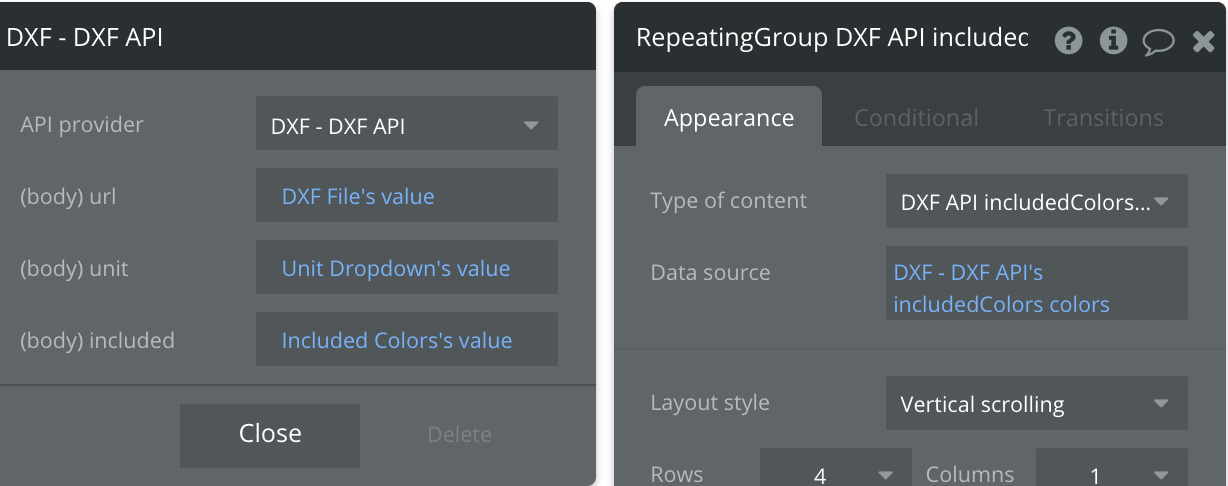 DXF - DXF API
API provider
DXF - DXF API
(body) url
DXF File's value
(body) unit
Unit Dropdown's value
(body) included
Included Colors's value
Close
Delete
RepeatingGroup DXF API included
Appearance
Conditional
Transitions
Type of content
DXF API includedColors...
Data source
DXF - DXF API's
includedColors colors
Layout style
Vertical scrolling
Rows
4
Columns
1